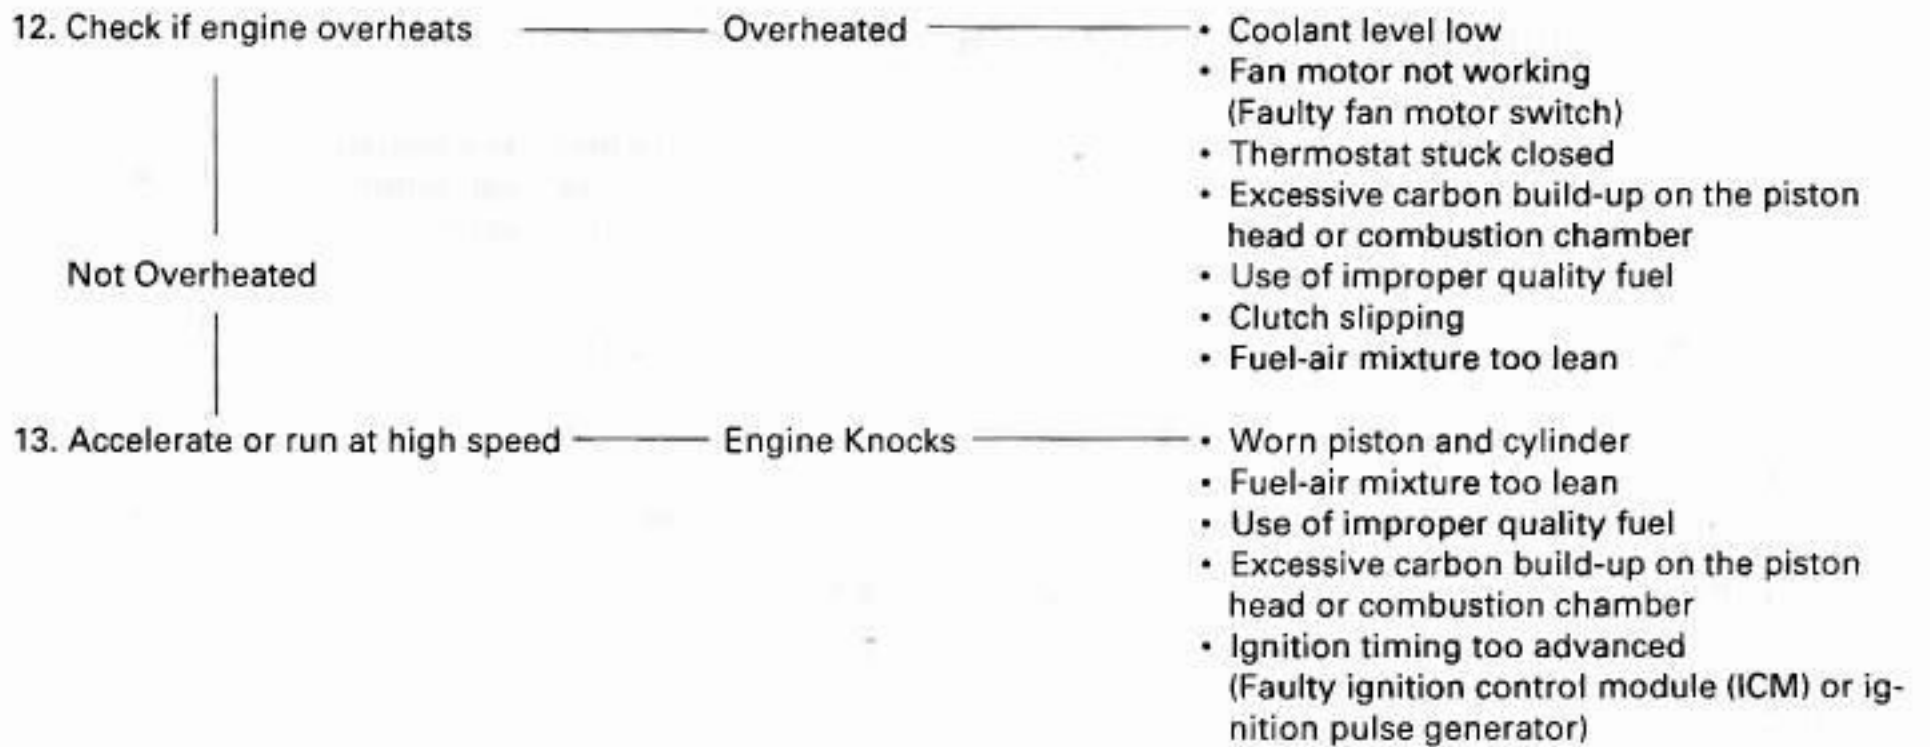 12. Check if engine overheats Overheated • Coolant level low
• Fan motor not working
(Faulty fan motor switch)
• Thermostat stuck closed
• Excessive carbon build-up on the piston
head or combustion chamber
Not Overheated • Use of improper quality fuel
• Clutch slipping
• Fuel-air mixture too lean
13. Accelerate or run at high speed Engine Knocks • Worn piston and cylinder
• Fuel-air mixture too lean
• Use of improper quality fuel
• Excessive carbon build-up on the piston
head or combustion chamber
• Ignition timing too advanced
(Faulty ignition control module (ICM) or ig-
nition pulse generator)